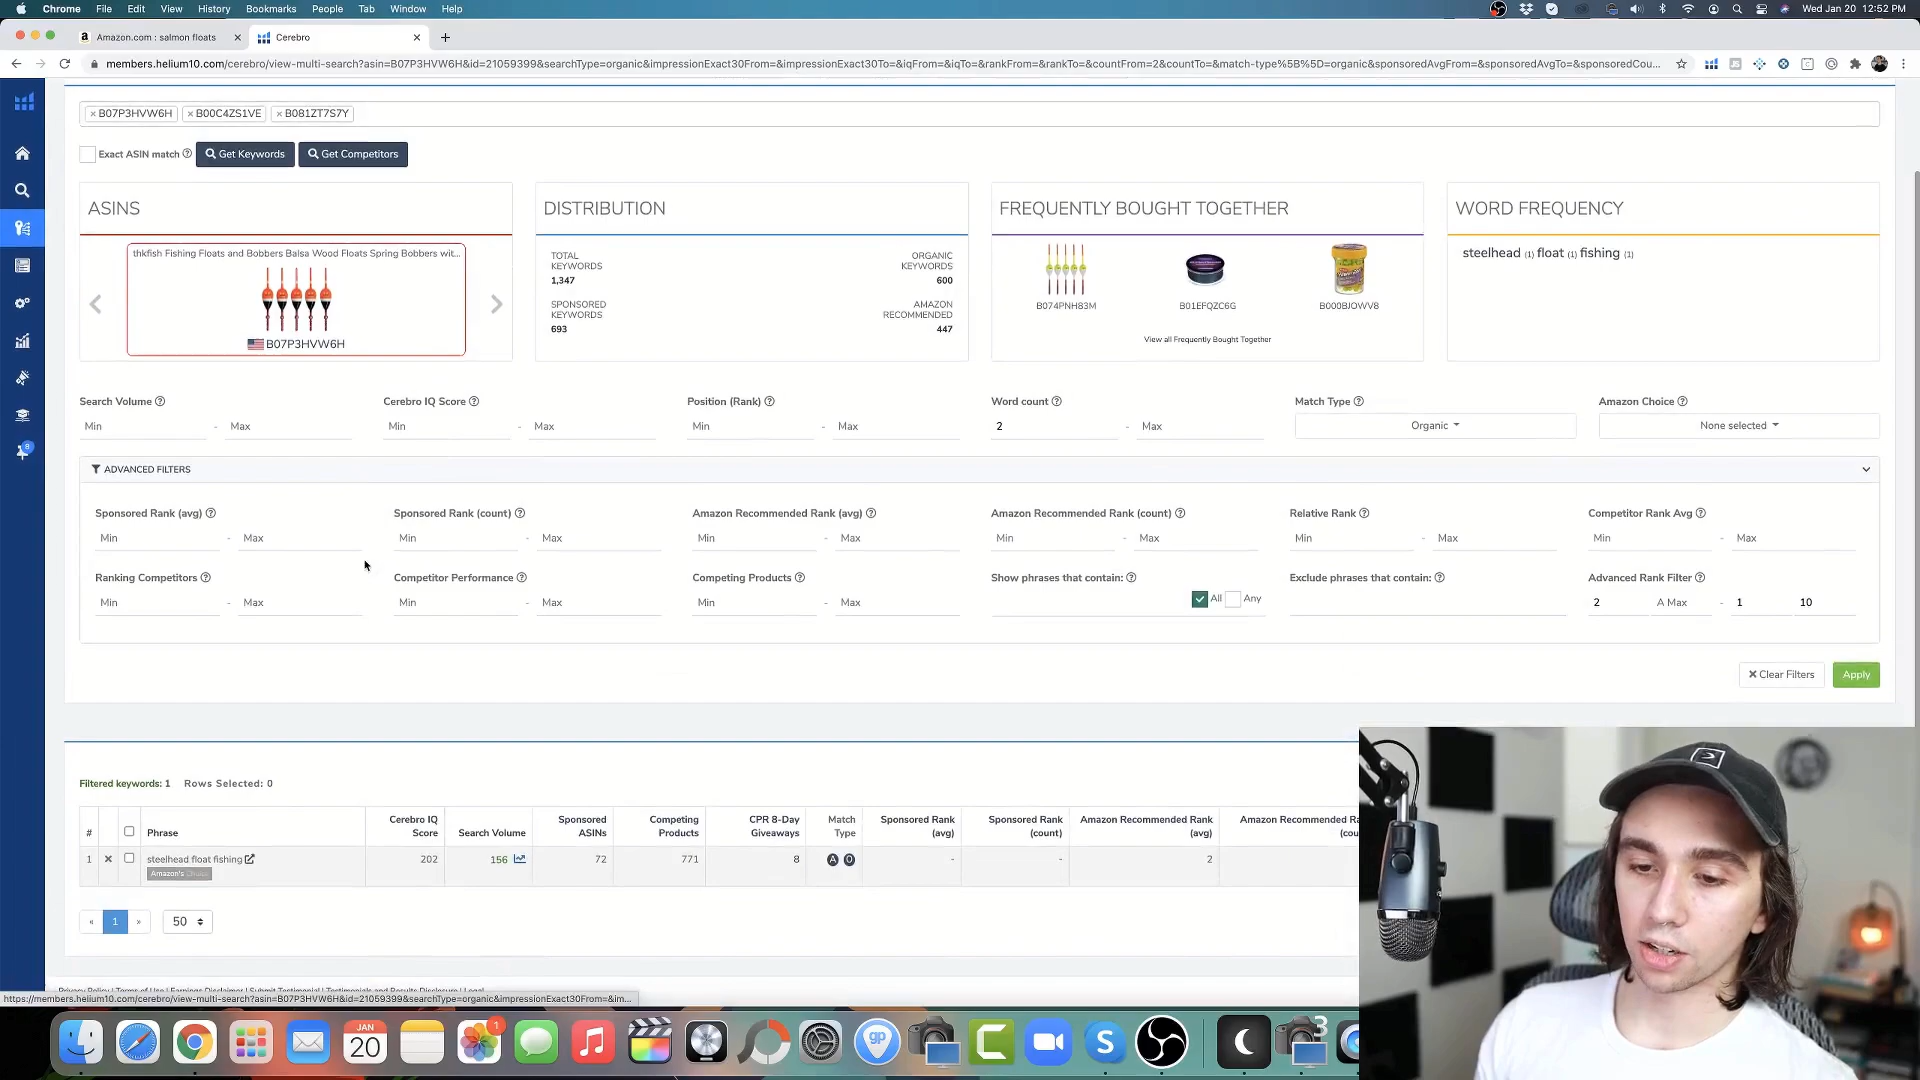 Chrome File Edit View History Bookmarks People Tab Window Help Wed Jan 20 12:52 PM
Amazon.com : salmon floats Cerebro
members.helium10.com/cerebro/view-multi-search?asin=B07P3HVW6H&id=21059399&searchType=organic&impressionExact30From=&impressionExact30To=&iqFrom=&iqTo=&rankFrom=&rankTo=&countFrom=2&countTo=&match-type%5B%5D=organic&sponsoredAvgFrom=&sponsoredAvgTo=&sponsoredCou...
× B07P3HVW6H × B00C4ZS1VE × B081ZT7S7Y
Exact ASIN match Get Keywords Get Competitors
ASINS DISTRIBUTION FREQUENTLY BOUGHT TOGETHER WORD FREQUENCY
thkfish Fishing Floats and Bobbers Balsa Wood Floats Spring Bobbers wit...
steelhead (1) float (1) fishing (1)
TOTAL KEYWORDS ORGANIC KEYWORDS
1,347 600
SPONSORED KEYWORDS AMAZON RECOMMENDED
693 447
B074PNH83M B01EFQZC6G B000BJOWV8
View all Frequently Bought Together
B07P3HVW6H
Search Volume Cerebro IQ Score Position (Rank) Word count Match Type Amazon Choice
Min - Max Min - Max Min - Max 2 - Max Organic None selected
ADVANCED FILTERS
Sponsored Rank (avg) Sponsored Rank (count) Amazon Recommended Rank (avg) Amazon Recommended Rank (count) Relative Rank Competitor Rank Avg
Min - Max Min - Max Min - Max Min - Max Min - Max Min - Max
Ranking Competitors Competitor Performance Competing Products Show phrases that contain: Exclude phrases that contain: Advanced Rank Filter
Min - Max Min - Max Min - Max All Any 2 A Max - 1 10
Clear Filters Apply
Filtered keywords: 1 Rows Selected: 0
# Phrase Cerebro IQ Score Search Volume Sponsored ASINs Competing Products CPR 8-Day Giveaways Match Type Sponsored Rank (avg) Sponsored Rank (count) Amazon Recommended Rank (avg) Amazon Recommended Ra (cou
1 steelhead float fishing 202 156 72 771 8 A O - - 2
Amazon's Choice
« 1 » 50
Privacy Policy | Terms of Use | Earnings Disclosure | Submit Testimonial | Testimonials and Results Disclosure | Legal
https://members.helium10.com/cerebro/view-multi-search?asin=B07P3HVW6H&id=21059399&searchType=organic&impressionExact30From=&im...
JAN
20
1
gp
3